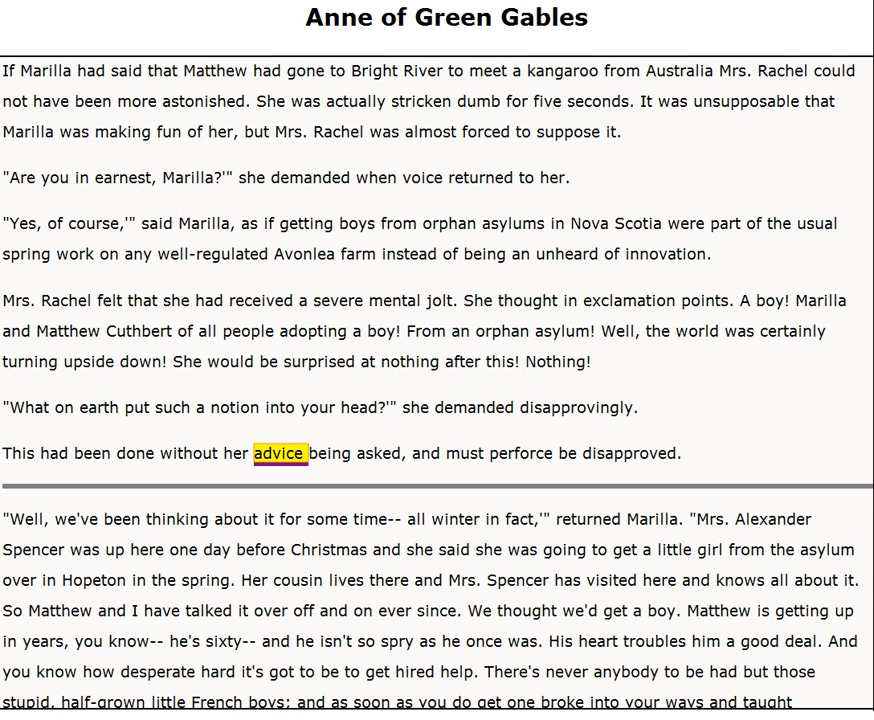 Anne of Green Gables
If Marilla had said that Matthew had gone to Bright River to meet a kangaroo from Australia Mrs. Rachel could
not have been more astonished. She was actually stricken dumb for five seconds. It was unsupposable that
Marilla was making fun of her, but Mrs. Rachel was almost forced to suppose it.
"Are you in earnest, Marilla?'" she demanded when voice returned to her.
"Yes, of course,'" said Marilla, as if getting boys from orphan asylums in Nova Scotia were part of the usual
spring work on any well-regulated Avonlea farm instead of being an unheard of innovation.
Mrs. Rachel felt that she had received a severe mental jolt. She thought in exclamation points. A boy! Marilla
and Matthew Cuthbert of all people adopting a boy! From an orphan asylum! Well, the world was certainly
turning upside down! She would be surprised at nothing after this! Nothing!
"What on earth put such a notion into your head?'" she demanded disapprovingly.
This had been done without her advice being asked, and must perforce be disapproved.
"Well, we've been thinking about it for some time-- all winter in fact,'" returned Marilla. "Mrs. Alexander
Spencer was up here one day before Christmas and she said she was going to get a little girl from the asylum
over in Hopeton in the spring. Her cousin lives there and Mrs. Spencer has visited here and knows all about it.
So Matthew and I have talked it over off and on ever since. We thought we'd get a boy. Matthew is getting up
in years, you know-- he's sixty-- and he isn't so spry as he once was. His heart troubles him a good deal. And
you know how desperate hard it's got to be to get hired help. There's never anybody to be had but those
stupid, half-grown little French boys; and as soon as you do get one broke into your ways and taught